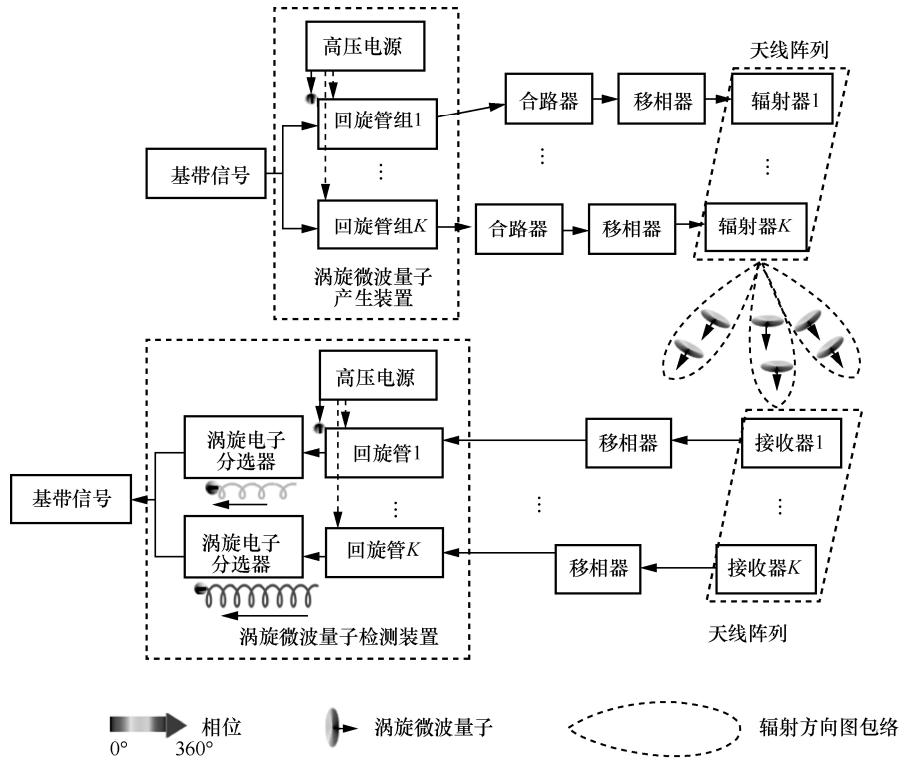 高压电源
天线阵列
回旋管组1
合路器
移相器
辐射器1
基带信号
回旋管组K
合路器
移相器
辐射器K
涡旋微波量子
产生装置
高压电源
涡旋电子
分选器
回旋管1
移相器
接收器1
基带信号
涡旋电子
分选器
回旋管K
移相器
接收器K
涡旋微波量子检测装置
天线阵列
相位
0°
360°
涡旋微波量子
辐射方向图包络